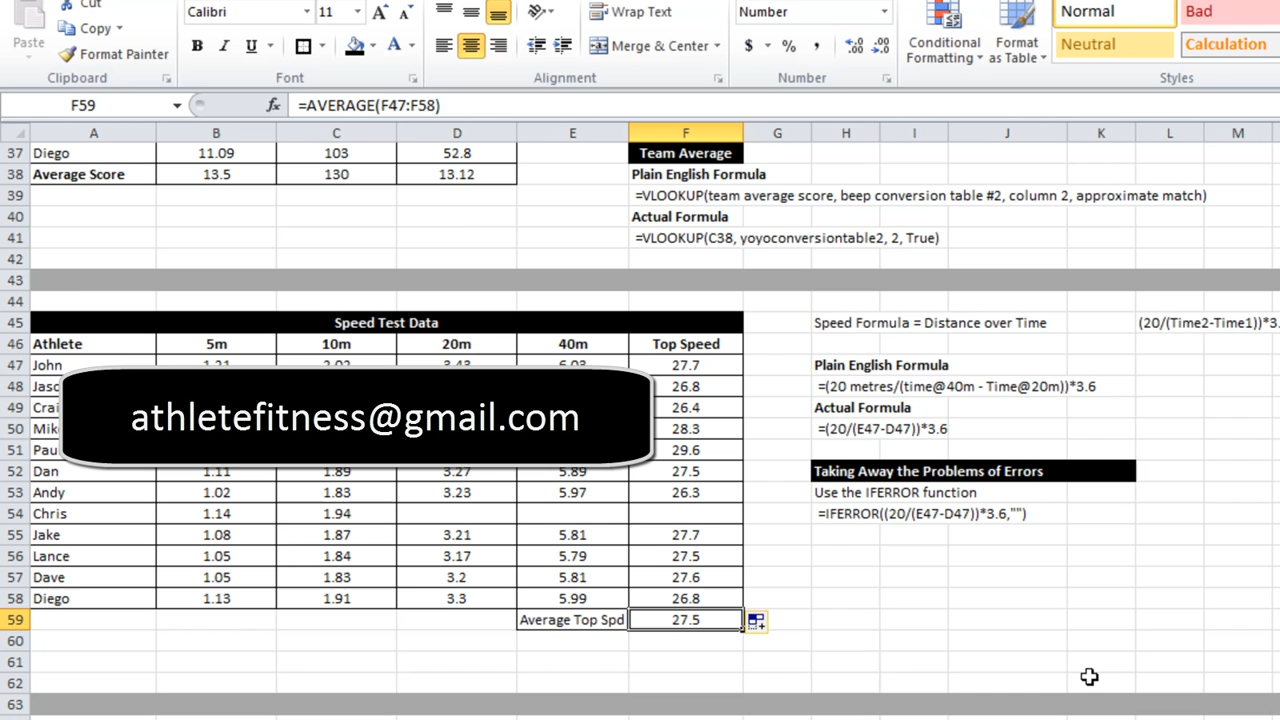 Cut
Calibri 11 Wrap Text Number Normal Bad
Copy
Paste B I U Merge & Center $ % , Conditional Format Neutral Calculation
Format Painter Formatting as Table
Clipboard Font Alignment Number Styles
F59 fx =AVERAGE(F47:F58)
A B C D E F G H I J K L M
37 Diego 11.09 103 52.8 Team Average
38 Average Score 13.5 130 13.12 Plain English Formula
39 =VLOOKUP(team average score, beep conversion table #2, column 2, approximate match)
40 Actual Formula
41 =VLOOKUP(C38, yoyoconversiontable2, 2, True)
42
43
44
45 Speed Test Data Speed Formula = Distance over Time (20/(Time2-Time1))*3.
46 Athlete 5m 10m 20m 40m Top Speed
47 John 27.7 Plain English Formula
48 26.8 =(20 metres/(time@40m - Time@20m))*3.6
49 26.4 Actual Formula
athletefitness@gmail.com
50 28.3 =(20/(E47-D47))*3.6
51 29.6
52 Dan 1.11 1.89 3.27 5.89 27.5 Taking Away the Problems of Errors
53 Andy 1.02 1.83 3.23 5.97 26.3 Use the IFERROR function
54 Chris 1.14 1.94 =IFERROR((20/(E47-D47))*3.6,"")
55 Jake 1.08 1.87 3.21 5.81 27.7
56 Lance 1.05 1.84 3.17 5.79 27.5
57 Dave 1.05 1.83 3.2 5.81 27.6
58 Diego 1.13 1.91 3.3 5.99 26.8
59 Average Top Spd 27.5
60
61
62
63